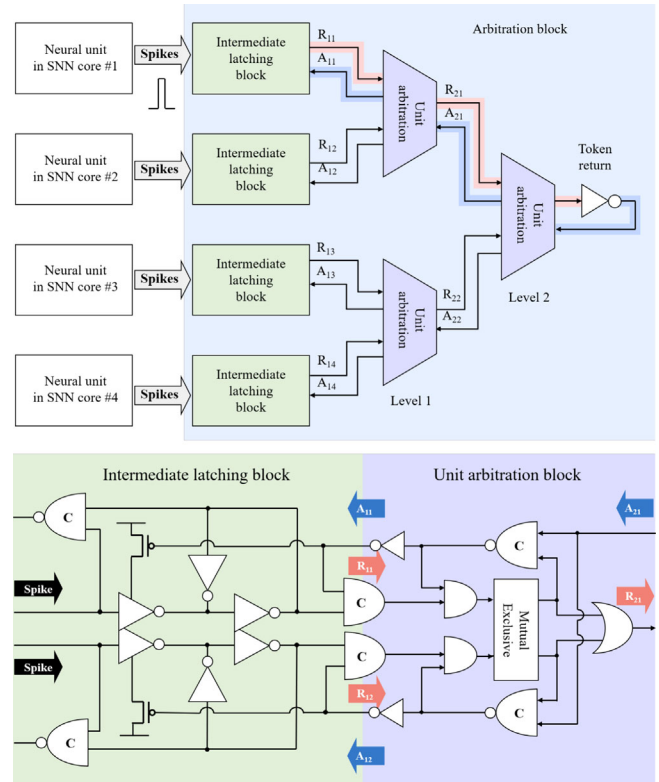 Arbitration block
Neural unit
in SNN core #1
Spikes
Intermediate
latching
block
R11
A11
Unit
arbitration
R21
A21
Neural unit
in SNN core #2
Spikes
Intermediate
latching
block
R12
A12
Token
return
Unit
arbitration
Level 2
Neural unit
in SNN core #3
Spikes
Intermediate
latching
block
R13
A13
Unit
arbitration
R22
A22
Neural unit
in SNN core #4
Spikes
Intermediate
latching
block
R14
A14
Level 1
Intermediate latching block
Unit arbitration block
C
A11
A21
C
R11
Spike
C
R21
Mutual
Exclusive
C
Spike
R12
C
C
A12